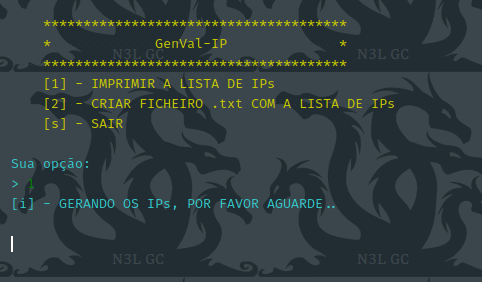 **************************************
* GenVal-IP *
**************************************
[1] - IMPRIMIR A LISTA DE IPs
[2] - CRIAR FICHEIRO .txt COM A LISTA DE IPs
[s] - SAIR
Sua opção:
> 1
[i] - GERANDO OS IPs, POR FAVOR AGUARDE..
N3L GC N3L GC
N3L GC N3L GC